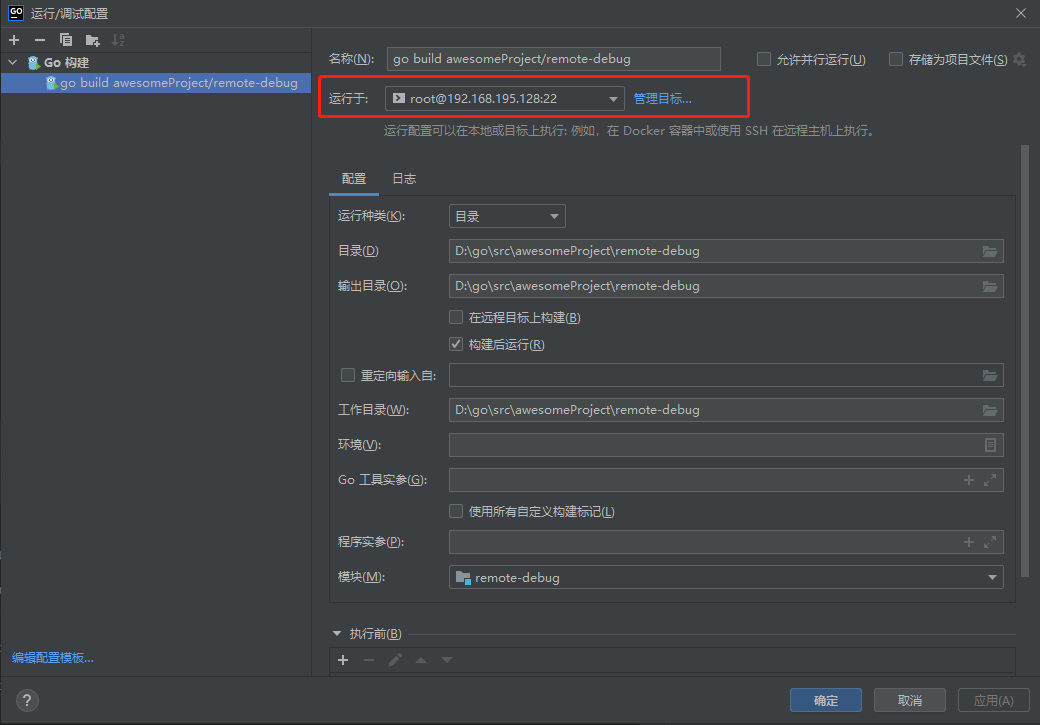 GO 运行/调试配置
Go 构建
go build awesomeProject/remote-debug
编辑配置模板...
名称(N): go build awesomeProject/remote-debug 允许并行运行(U) 存储为项目文件(S)
运行于: root@192.168.195.128:22 管理目标...
运行配置可以在本地或目标上执行: 例如，在 Docker 容器中或使用 SSH 在远程主机上执行。
配置 日志
运行种类(K): 目录
目录(D) D:\go\src\awesomeProject\remote-debug
输出目录(O): D:\go\src\awesomeProject\remote-debug
在远程目标上构建(B)
构建后运行(R)
重定向输入自:
工作目录(W): D:\go\src\awesomeProject\remote-debug
环境(V):
Go 工具实参(G):
使用所有自定义构建标记(L)
程序实参(P):
模块(M): remote-debug
执行前(B)
? 确定 取消 应用(A)